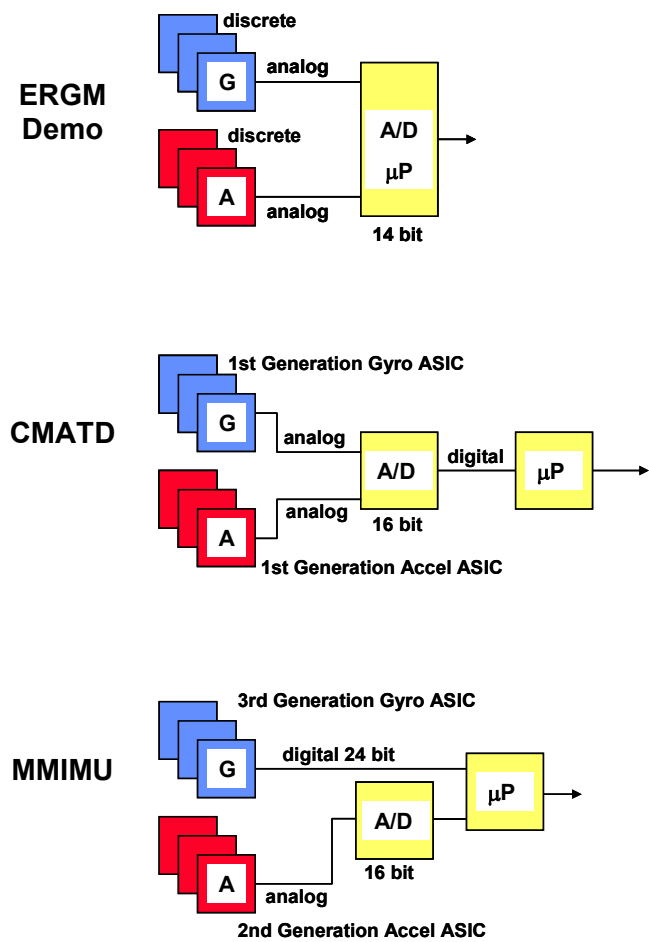 discrete
G
analog
ERGM
Demo
discrete
A
analog
A/D
μP
14 bit
1st Generation Gyro ASIC
G
analog
CMATD
A/D
digital
μP
analog
16 bit
A
1st Generation Accel ASIC
3rd Generation Gyro ASIC
G
digital 24 bit
MMIMU
μP
A/D
A
analog
16 bit
2nd Generation Accel ASIC